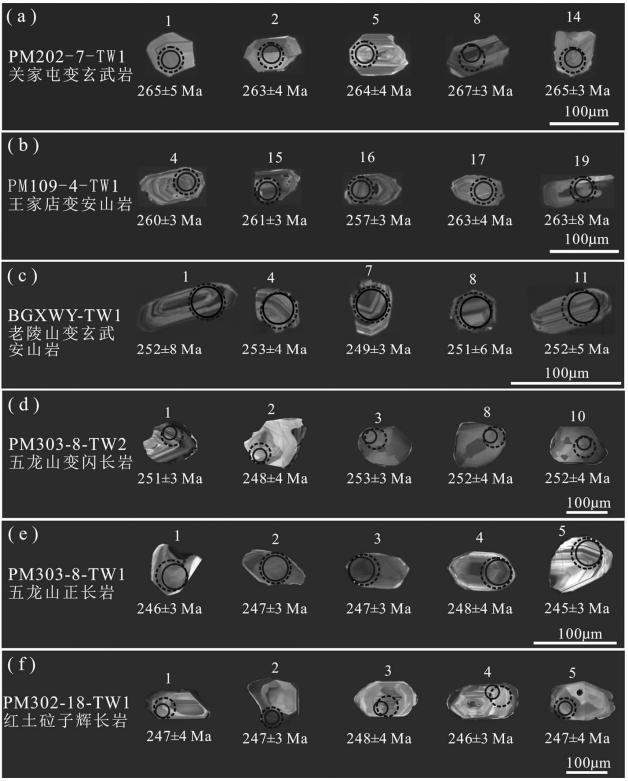 (a)
1 2 5 8 14
PM202-7-TW1
关家屯变玄武岩
265±5 Ma 263±4 Ma 264±4 Ma 267±3 Ma 265±3 Ma
100μm
(b)
4 15 16 17 19
PM109-4-TW1
王家店变安山岩
260±3 Ma 261±3 Ma 257±3 Ma 263±4 Ma 263±8 Ma
100μm
(c)
1 4 7 8 11
BGXWY-TW1
老陵山变玄武
安山岩
252±8 Ma 253±4 Ma 249±3 Ma 251±6 Ma 252±5 Ma
100μm
(d)
1 2 3 8 10
PM303-8-TW2
五龙山变闪长岩
251±3 Ma 248±4 Ma 253±3 Ma 252±4 Ma 252±4 Ma
100μm
(e)
1 2 3 4 5
PM303-8-TW1
五龙山正长岩
246±3 Ma 247±3 Ma 247±3 Ma 248±4 Ma 245±3 Ma
100μm
(f)
1 2 3 4 5
PM302-18-TW1
红土砬子辉长岩
247±4 Ma 247±3 Ma 248±4 Ma 246±3 Ma 247±4 Ma
100μm